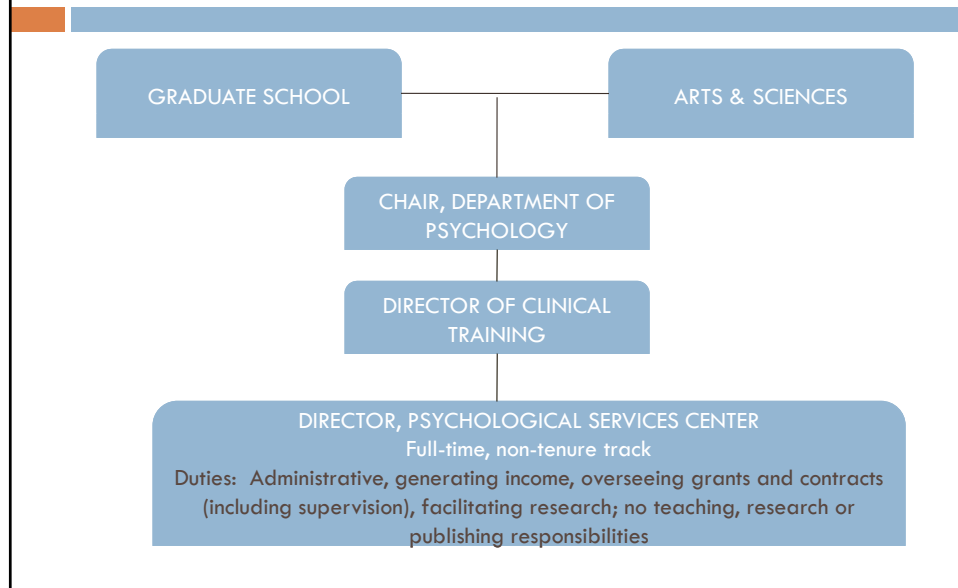 GRADUATE SCHOOL
ARTS & SCIENCES
CHAIR, DEPARTMENT OF
PSYCHOLOGY
DIRECTOR OF CLINICAL
TRAINING
DIRECTOR, PSYCHOLOGICAL SERVICES CENTER
Full-time, non-tenure track
Duties:  Administrative, generating income, overseeing grants and contracts
(including supervision), facilitating research; no teaching, research or
publishing responsibilities